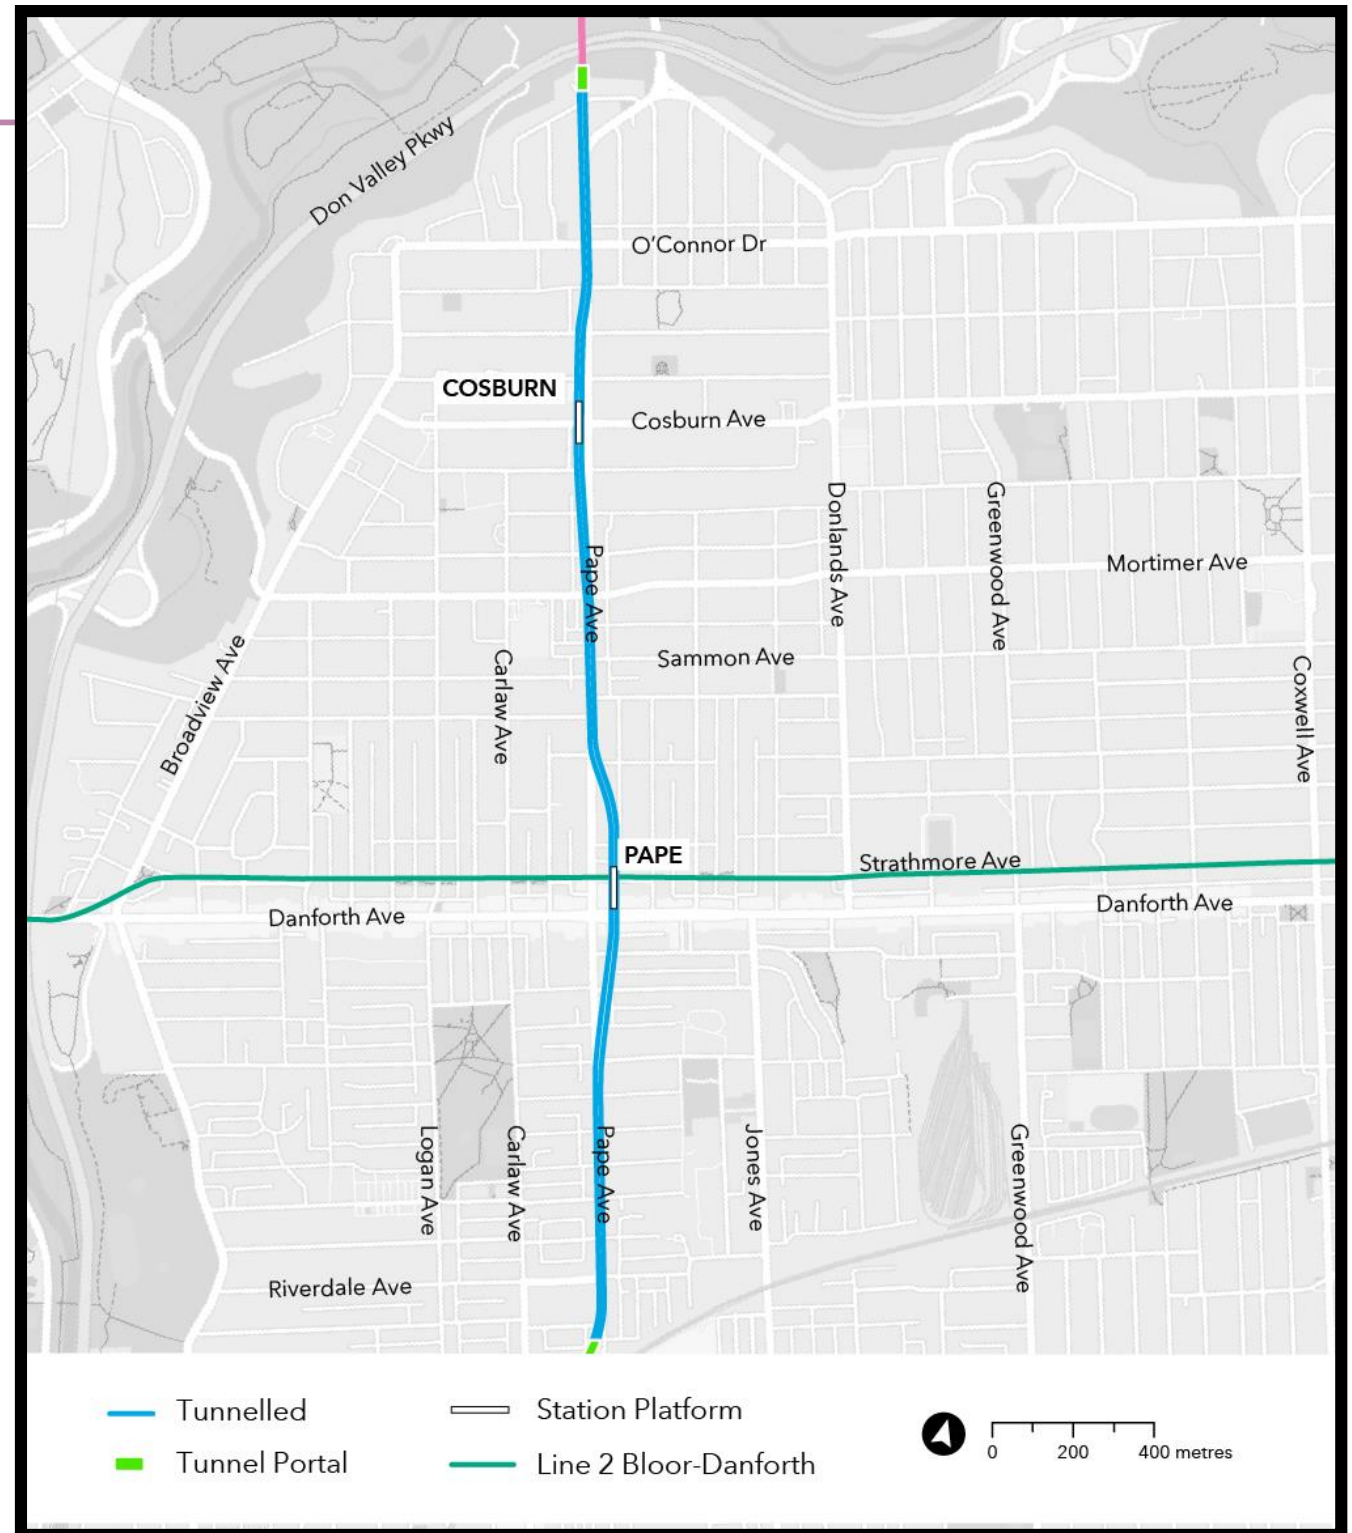 Don Valley Pkwy
O'Connor Dr
COSBURN
Cosburn Ave
Donlands Ave
Greenwood Ave
Pape Ave
Mortimer Ave
Broadview Ave
Carlaw Ave
Sammon Ave
Coxwell Ave
PAPE
Strathmore Ave
Danforth Ave
Danforth Ave
Logan Ave
Carlaw Ave
Pape Ave
Jones Ave
Greenwood Ave
Riverdale Ave
Tunnelled
Station Platform
Tunnel Portal
Line 2 Bloor-Danforth
0 200 400 metres